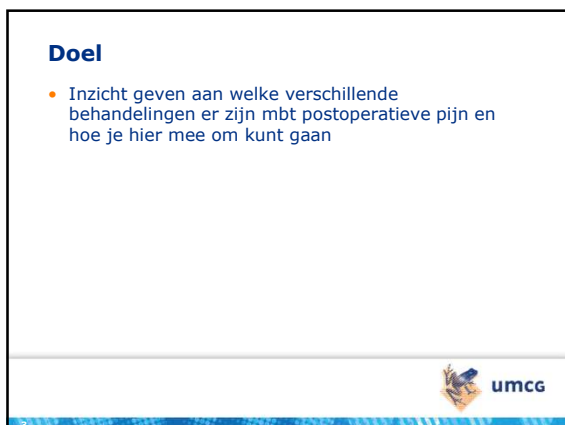 Doel
• Inzicht geven aan welke verschillende
behandelingen er zijn mbt postoperatieve pijn en
hoe je hier mee om kunt gaan
umcg